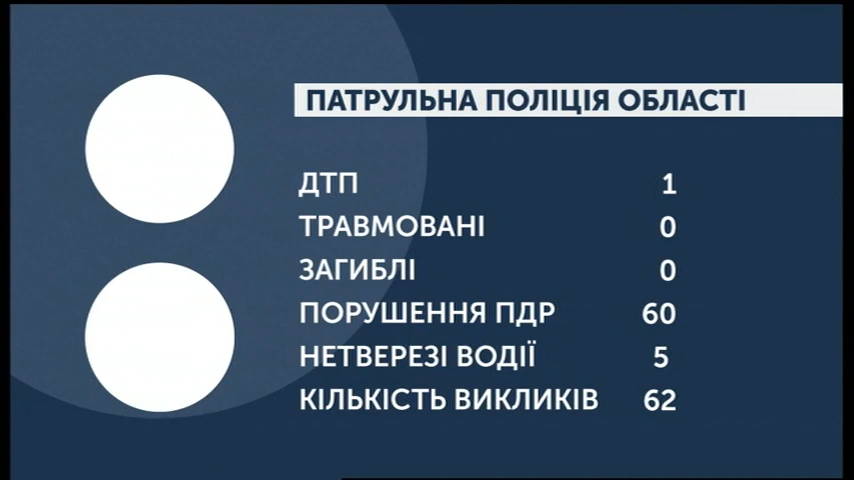 ПАТРУЛЬНА ПОЛІЦІЯ ОБЛАСТІ
ДТП 1
ТРАВМОВАНІ 0
ЗАГИБЛІ 0
ПОРУШЕННЯ ПДР 60
НЕТВЕРЕЗІ ВОДІЇ 5
КІЛЬКІСТЬ ВИКЛИКІВ 62